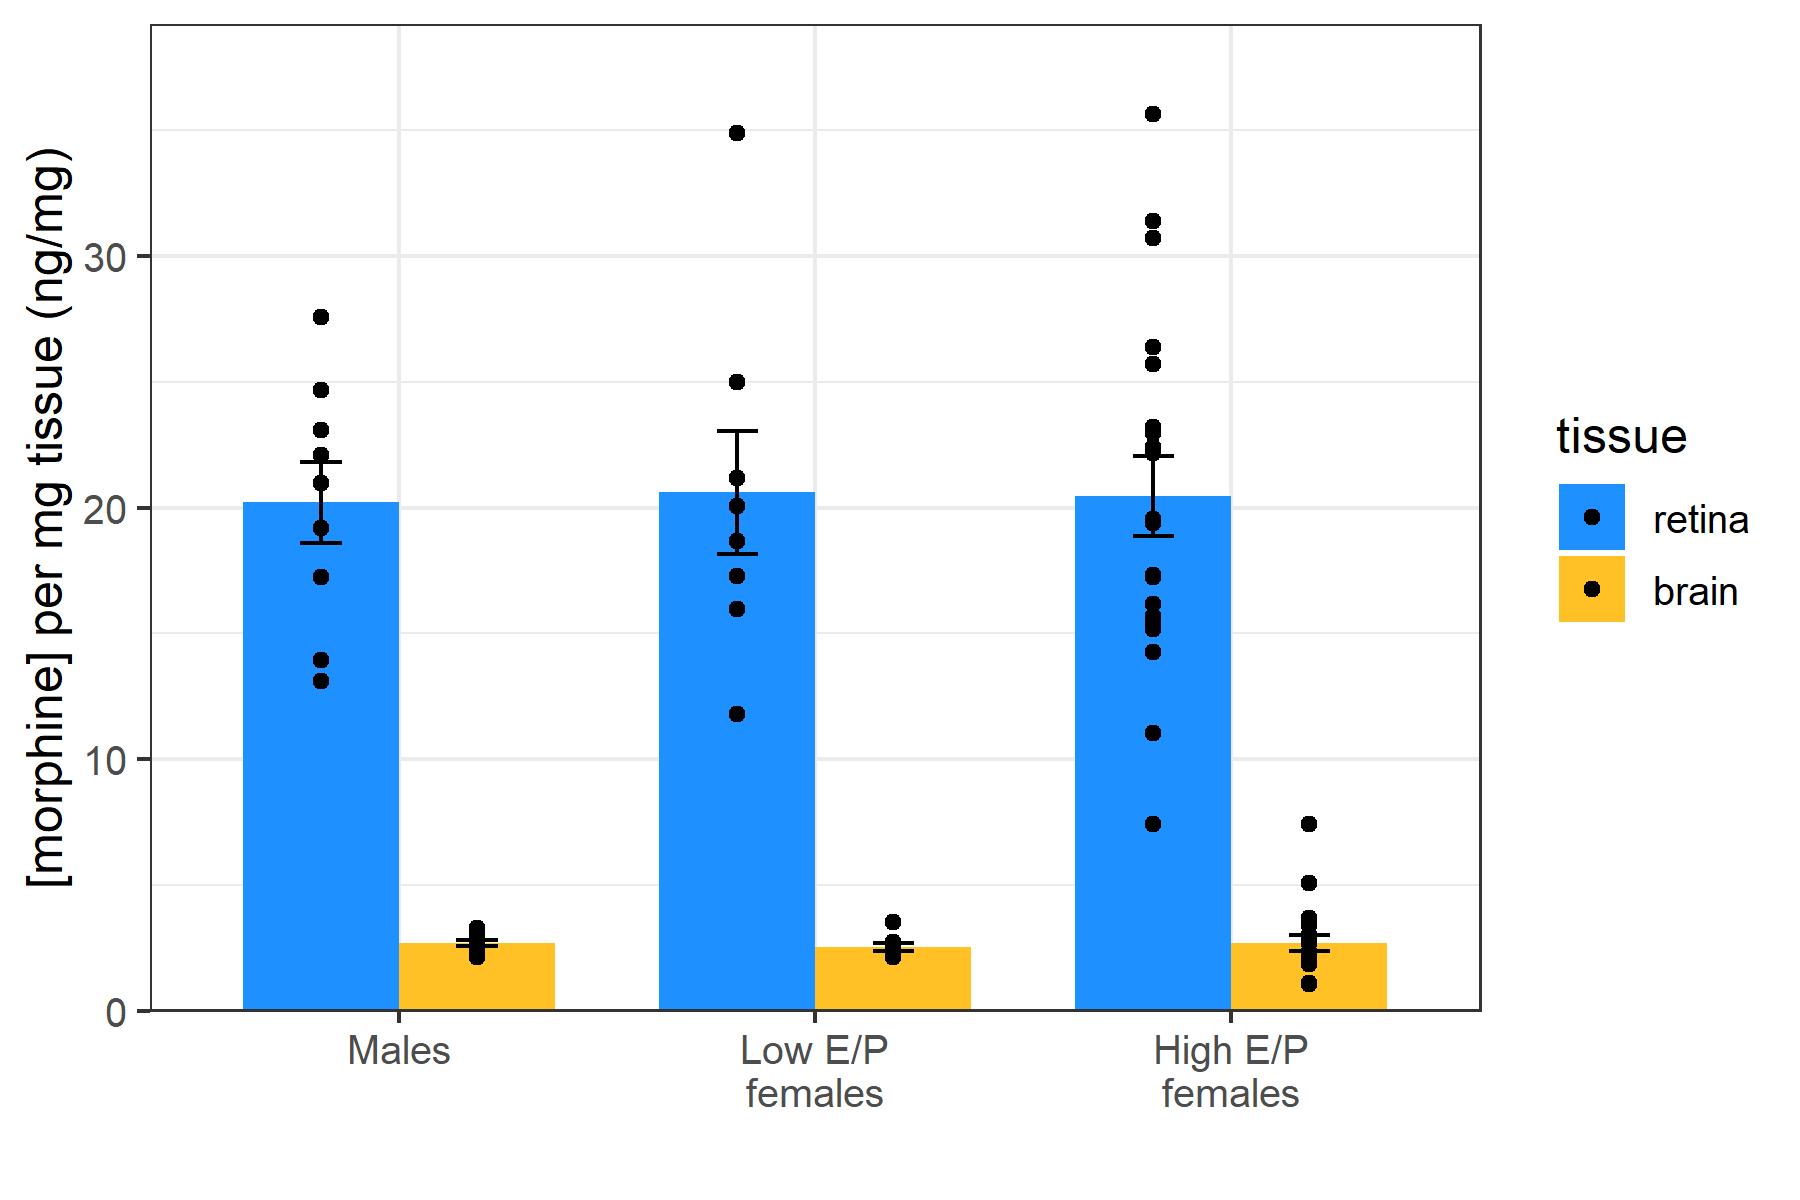 [morphine] per mg tissue (ng/mg)
30
20
10
0
Males
Low E/P
females
High E/P
females
tissue
retina
brain